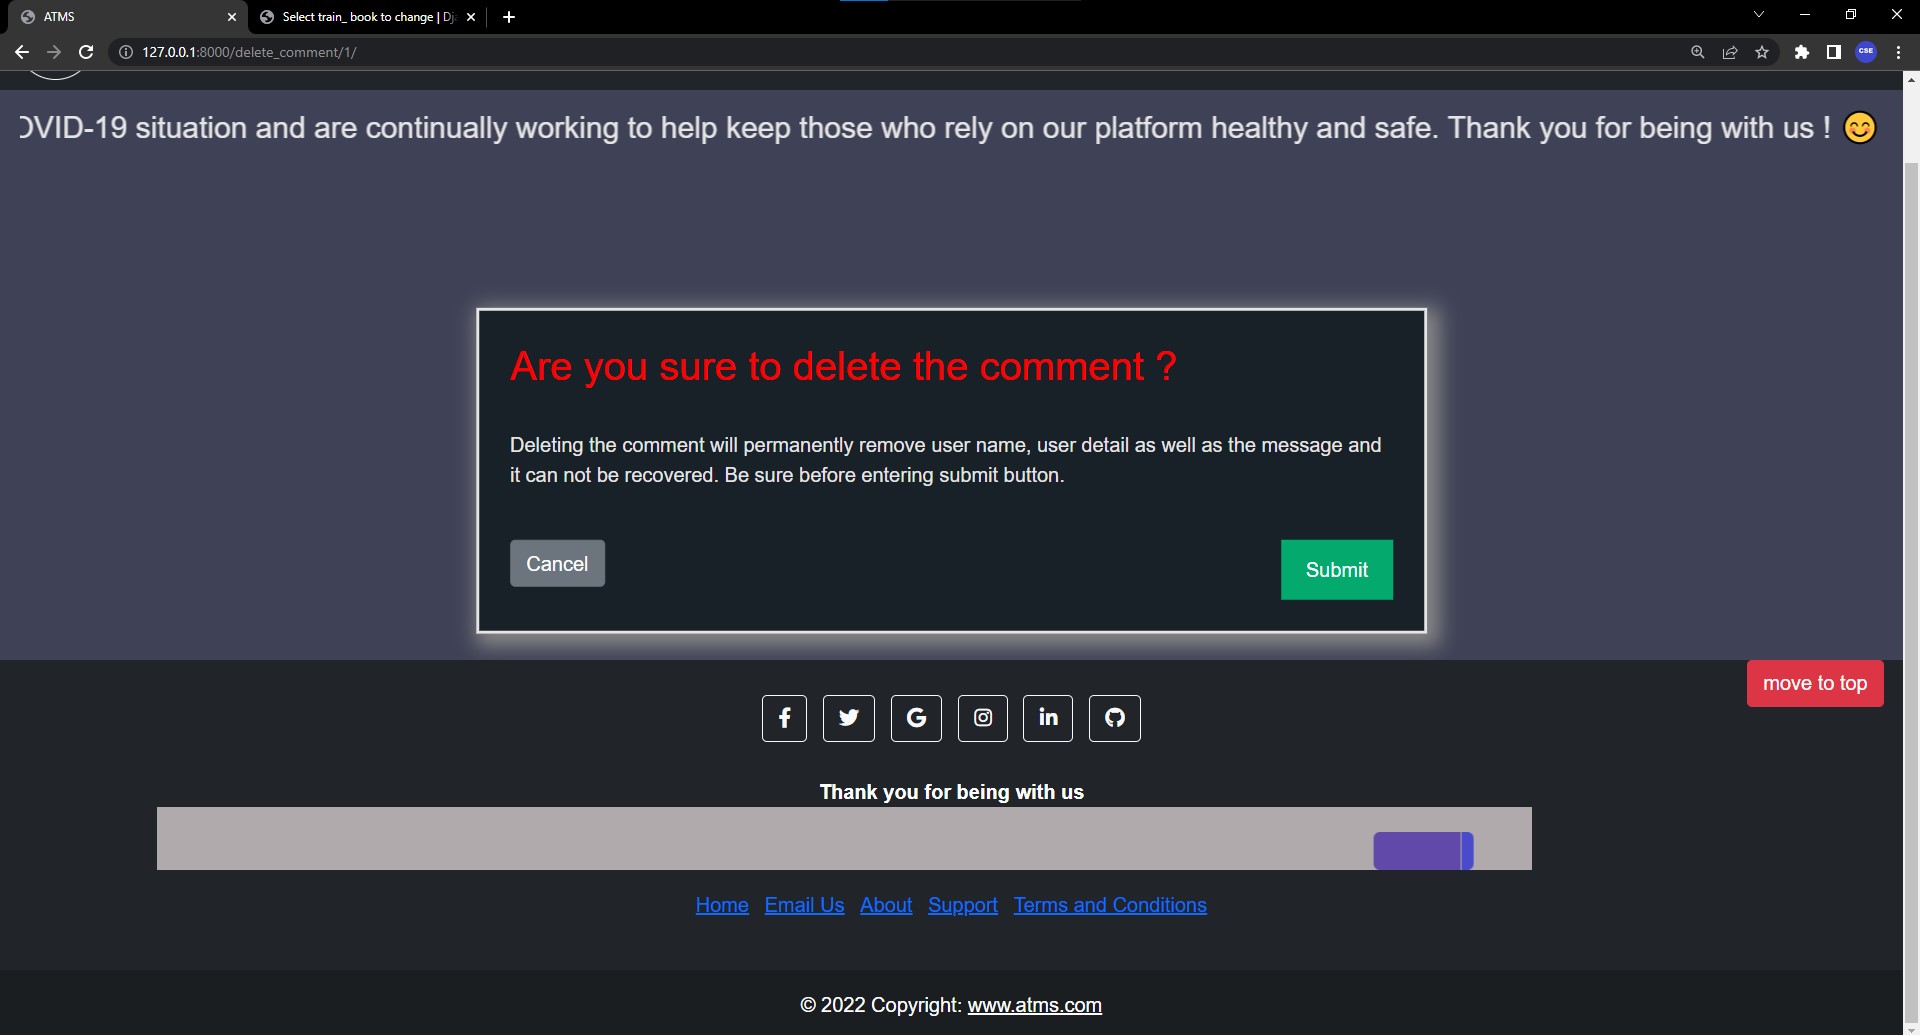 ATMS
Select train_ book to change | Dj
127.0.0.1:8000/delete_comment/1/
CSE
OVID-19 situation and are continually working to help keep those who rely on our platform healthy and safe. Thank you for being with us ! 😊
Are you sure to delete the comment ?
Deleting the comment will permanently remove user name, user detail as well as the message and
it can not be recovered. Be sure before entering submit button.
Cancel
Submit
move to top
Thank you for being with us
Home Email Us About Support Terms and Conditions
© 2022 Copyright: www.atms.com